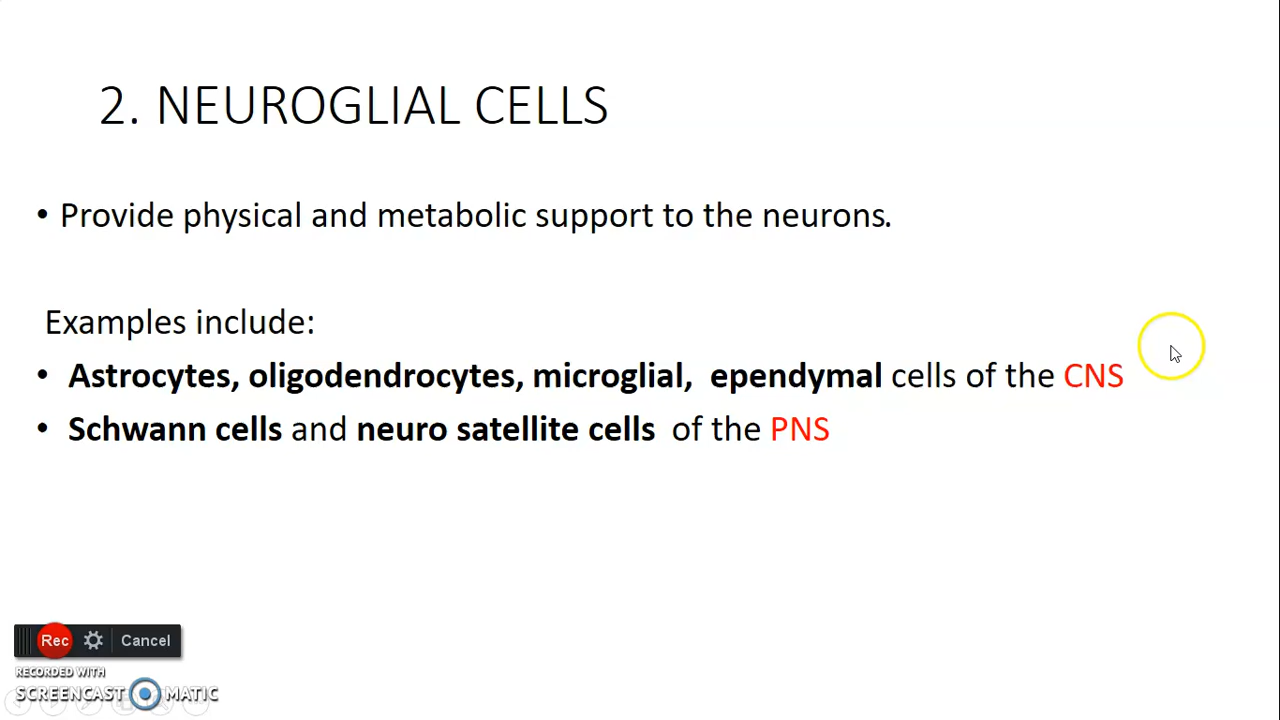 2. NEUROGLIAL CELLS
• Provide physical and metabolic support to the neurons.
Examples include:
• Astrocytes, oligodendrocytes, microglial, ependymal cells of the CNS
• Schwann cells and neuro satellite cells of the PNS
Rec Cancel
RECORDED WITH
SCREENCAST MATIC